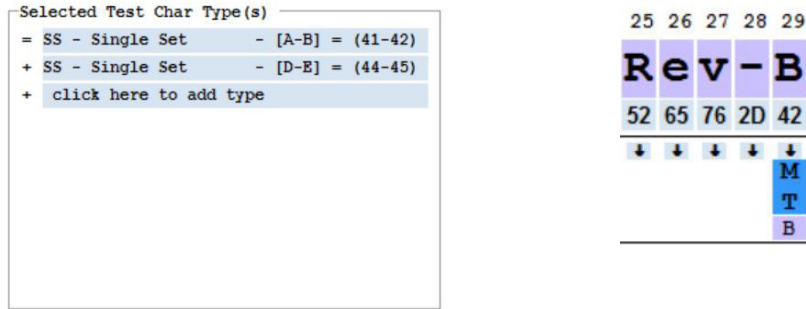 Selected Test Char Type(s)
= SS - Single Set - [A-B] = (41-42)
+ SS - Single Set - [D-E] = (44-45)
+ click here to add type
25 26 27 28 29
R e v - B
52 65 76 2D 42
↓ ↓ ↓ ↓ ↓
M
T
B